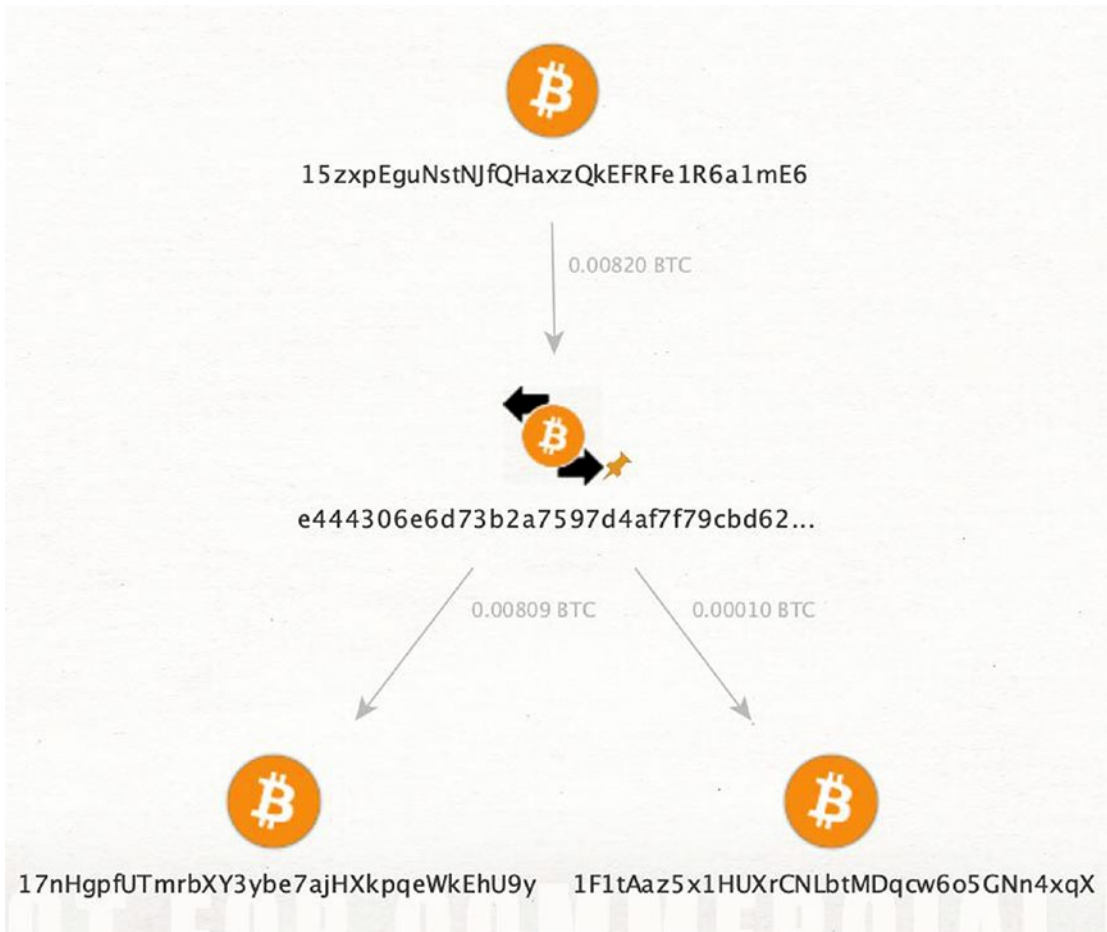 15zxpEguNstNJfQHaxzQkEFRFe1R6a1mE6
0.00820 BTC
e444306e6d73b2a7597d4af7f79cbd62...
0.00809 BTC
0.00010 BTC
17nHgpfUTmrbXY3ybe7ajHXkpqeWkEhU9y
1F1tAaz5x1HUXrCNLbtMDqcw6o5GNn4xqX